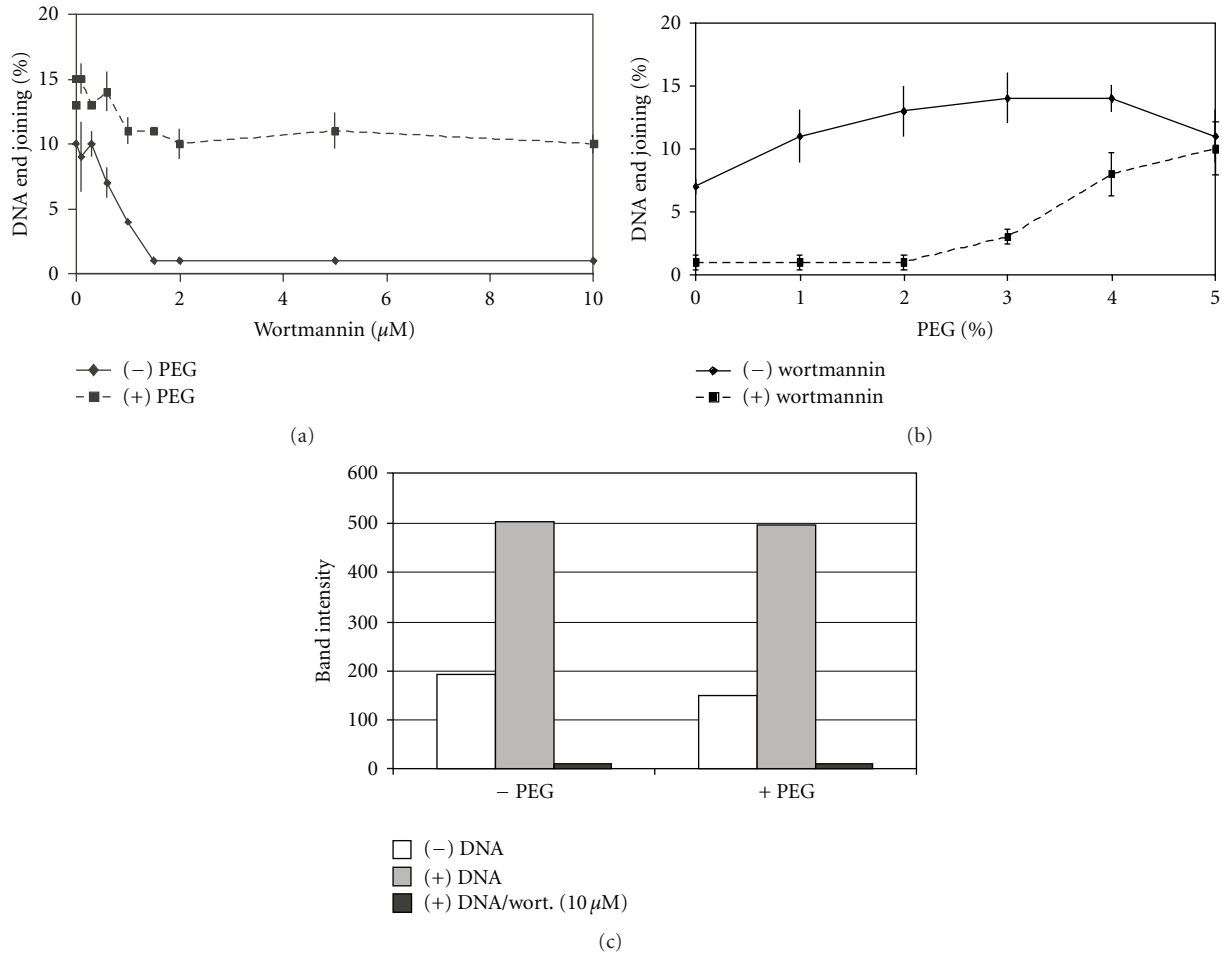 20
15
10
5
0
DNA end joining (%)
0 2 4 6 8 10
Wortmannin (µM)
(−) PEG
(+) PEG
(a)
20
15
10
5
0
DNA end joining (%)
0 1 2 3 4 5
PEG (%)
(−) wortmannin
(+) wortmannin
(b)
600
500
400
300
200
100
0
Band intensity
− PEG + PEG
(−) DNA
(+) DNA
(+) DNA/wort. (10 µM)
(c)